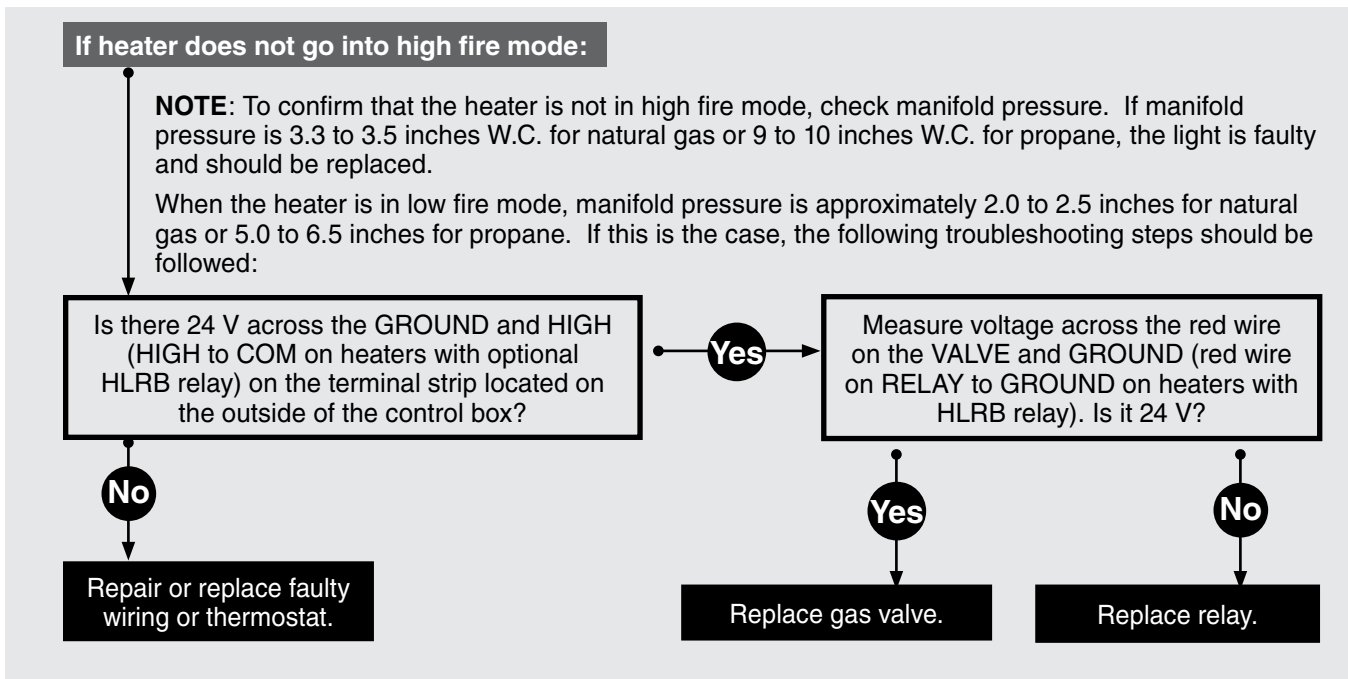 If heater does not go into high fire mode:
NOTE: To confirm that the heater is not in high fire mode, check manifold pressure.  If manifold
pressure is 3.3 to 3.5 inches W.C. for natural gas or 9 to 10 inches W.C. for propane, the light is faulty
and should be replaced.
When the heater is in low fire mode, manifold pressure is approximately 2.0 to 2.5 inches for natural
gas or 5.0 to 6.5 inches for propane.  If this is the case, the following troubleshooting steps should be
followed:
Is there 24 V across the GROUND and HIGH
(HIGH to COM on heaters with optional
HLRB relay) on the terminal strip located on
the outside of the control box?
Yes
Measure voltage across the red wire
on the VALVE and GROUND (red wire
on RELAY to GROUND on heaters with
HLRB relay). Is it 24 V?
No
Yes
No
Repair or replace faulty
wiring or thermostat.
Replace gas valve.
Replace relay.